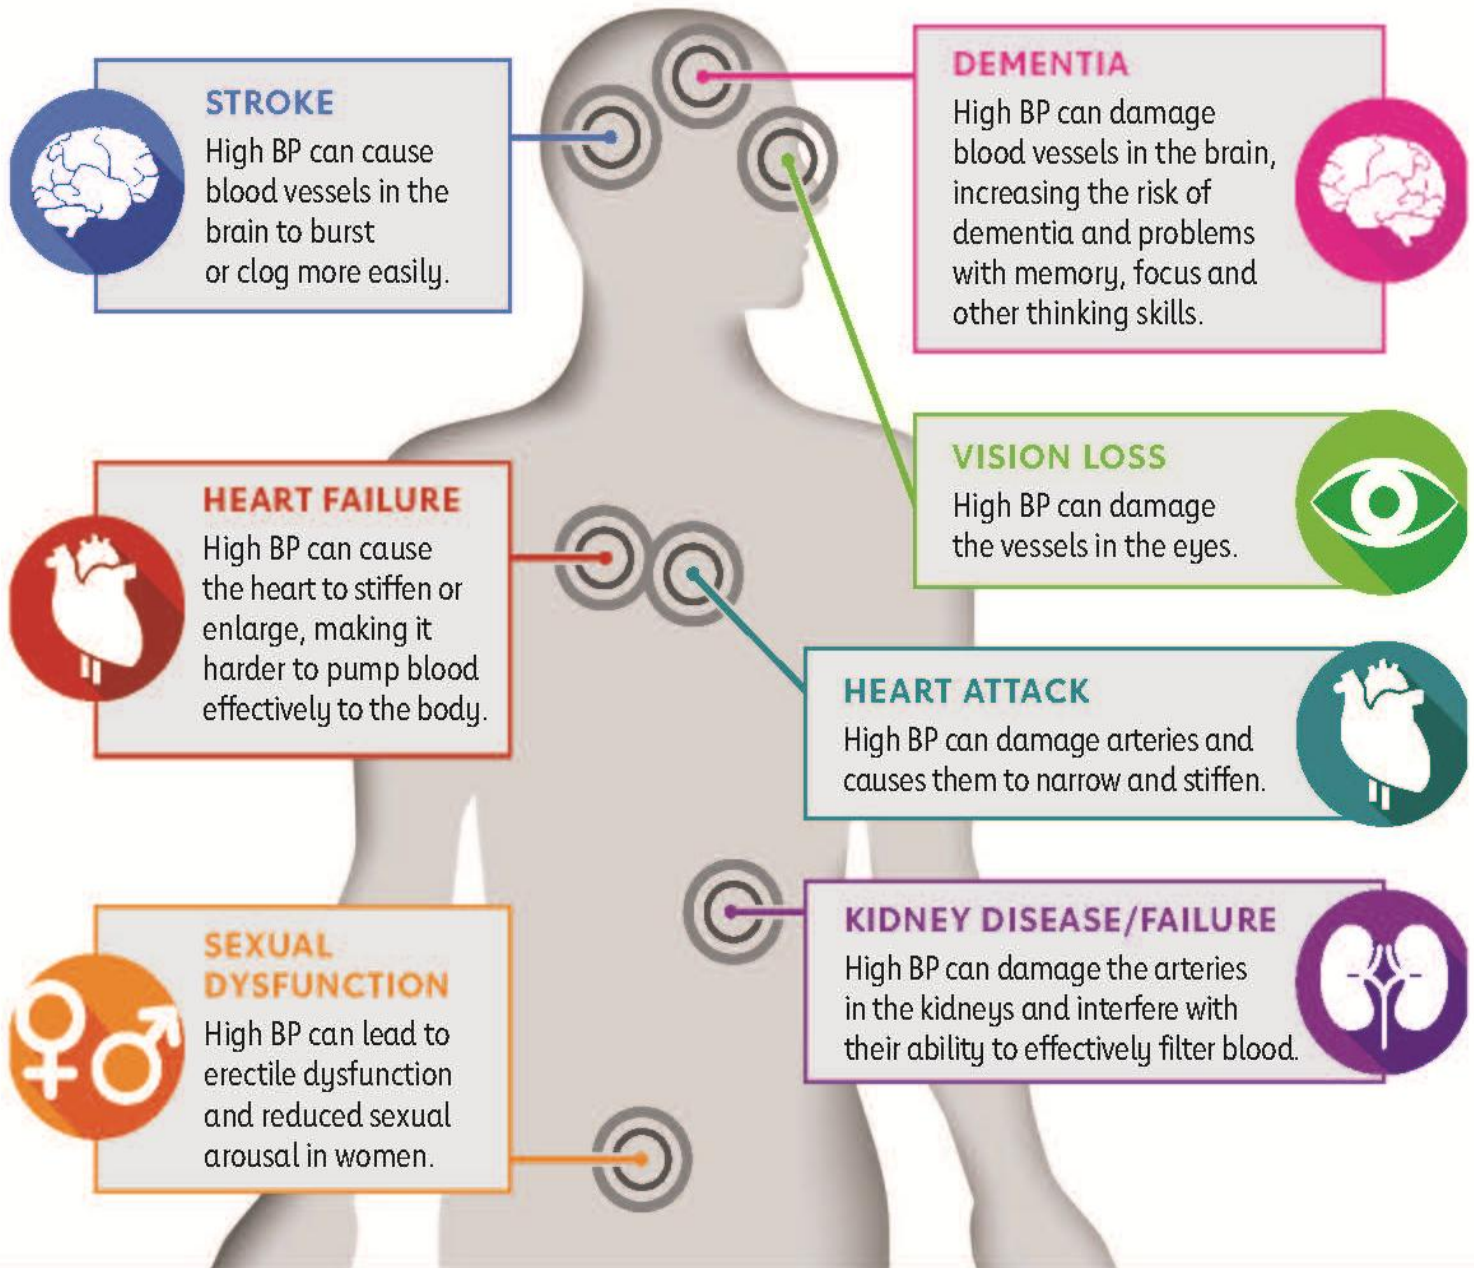 STROKE
High BP can cause
blood vessels in the
brain to burst
or clog more easily.
DEMENTIA
High BP can damage
blood vessels in the brain,
increasing the risk of
dementia and problems
with memory, focus and
other thinking skills.
VISION LOSS
High BP can damage
the vessels in the eyes.
HEART FAILURE
High BP can cause
the heart to stiffen or
enlarge, making it
harder to pump blood
effectively to the body.
HEART ATTACK
High BP can damage arteries and
causes them to narrow and stiffen.
KIDNEY DISEASE/FAILURE
High BP can damage the arteries
in the kidneys and interfere with
their ability to effectively filter blood.
SEXUAL
DYSFUNCTION
High BP can lead to
erectile dysfunction
and reduced sexual
arousal in women.